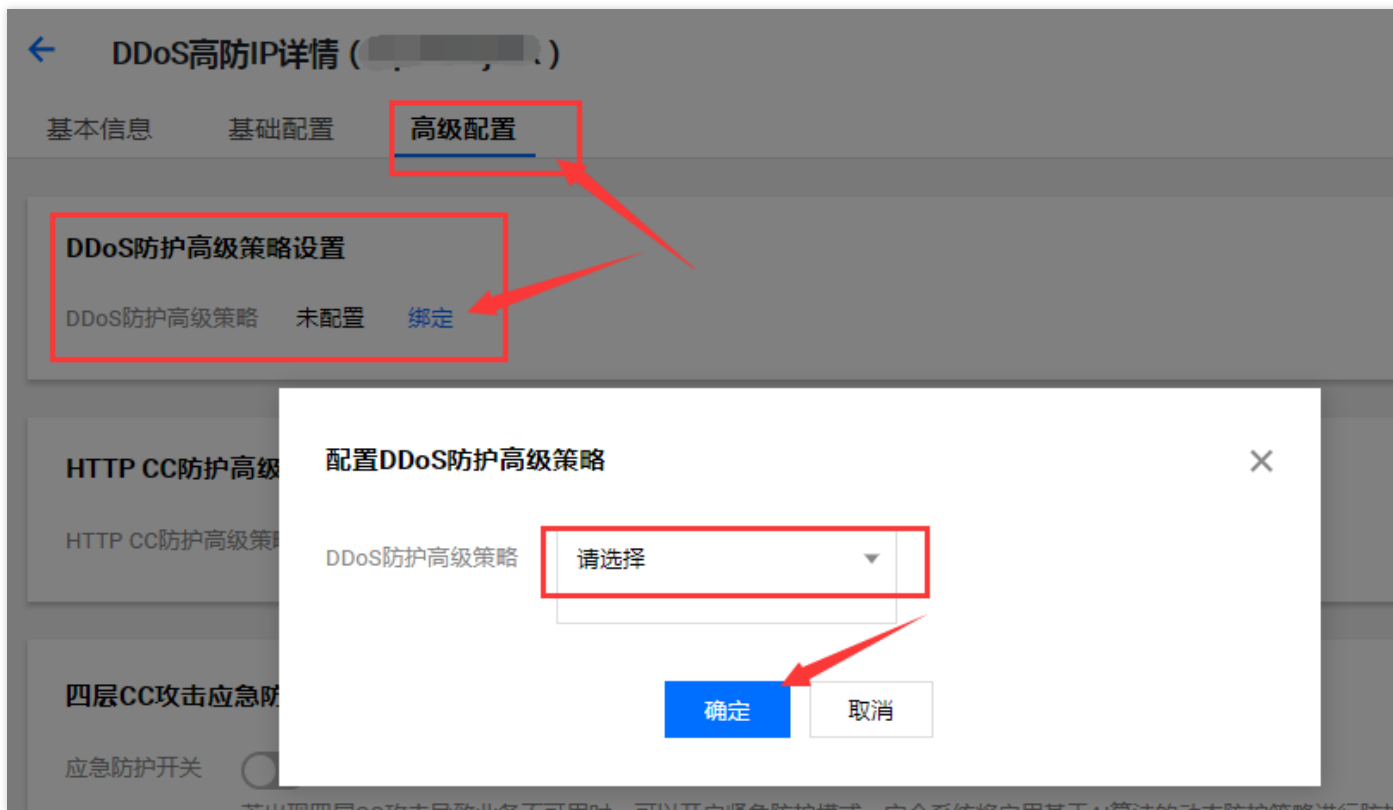 DDoS高防IP详情 ( )
基本信息 基础配置 高级配置
DDoS防护高级策略设置
DDoS防护高级策略 未配置 绑定
配置DDoS防护高级策略
HTTP CC防护高级
HTTP CC防护高级策
DDoS防护高级策略 请选择
四层CC攻击应急防
确定 取消
应急防护开关